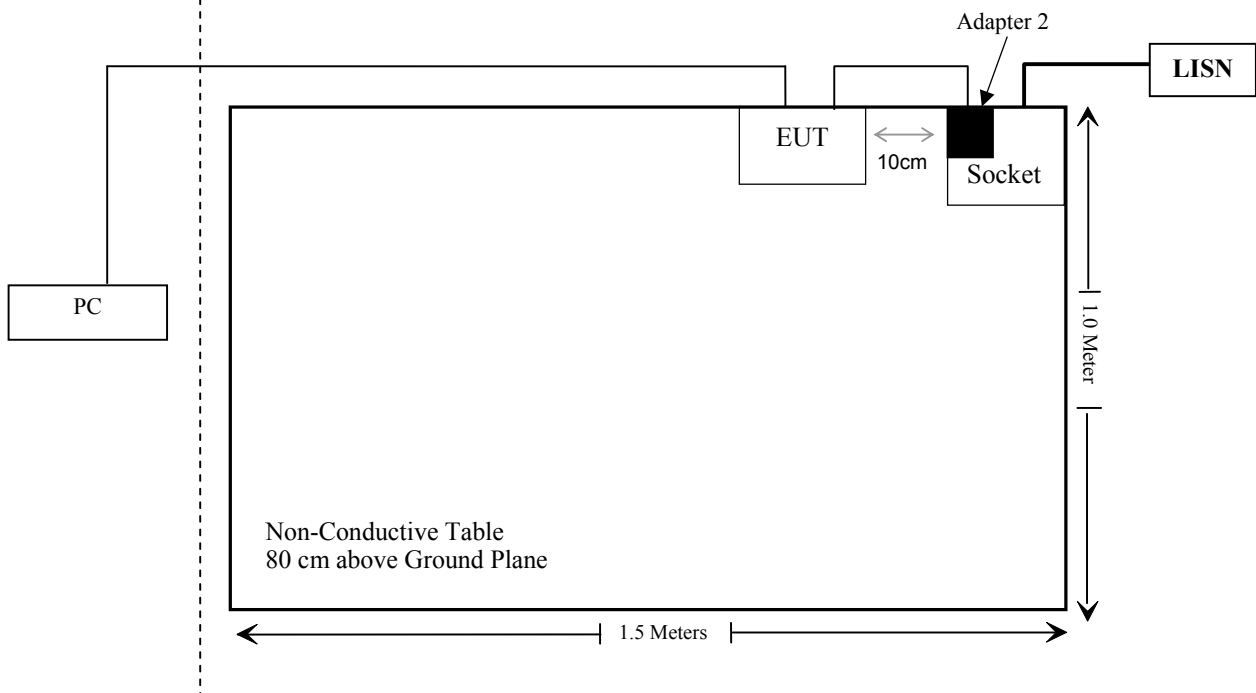 Adapter 2
LISN
EUT
10cm
Socket
PC
1.0 Meter
Non-Conductive Table
80 cm above Ground Plane
1.5 Meters